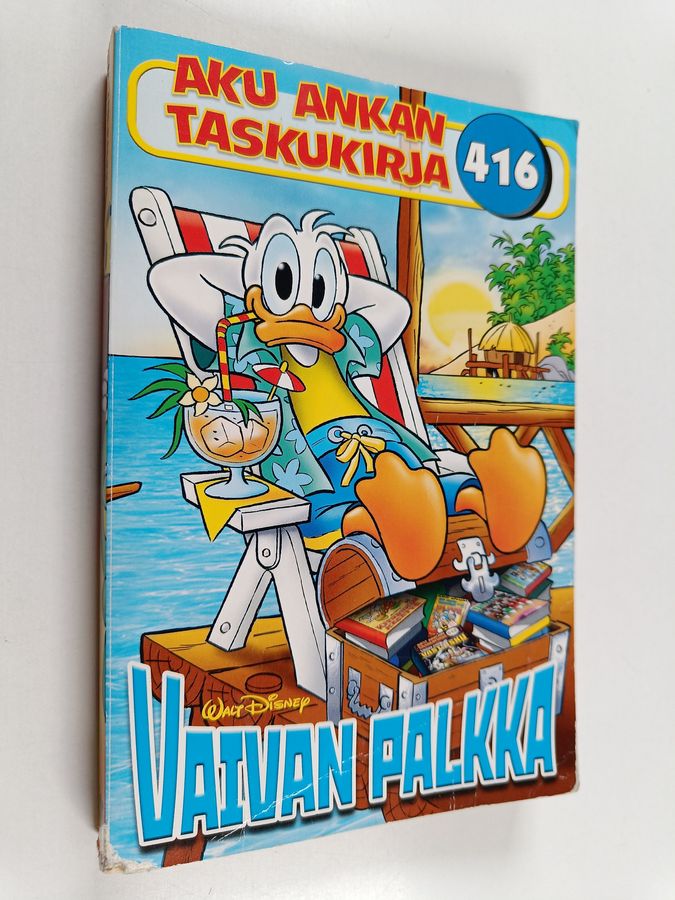 AKU ANKAN
TASKUKIRJA
416
WALT DISNEY
VAIVAN PALKKA